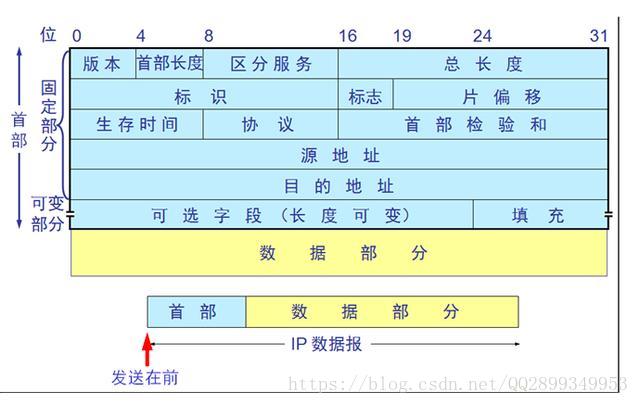 位 0 4 8 16 19 24 31
版本 首部长度 区分服务 总长度
标识 标志 片偏移
生存时间 协议 首部检验和
源地址
目的地址
可选字段（长度可变） 填充
数据部分
首部
固定部分
可变部分
首部 数据部分
IP 数据报
发送在前
https://blog.csdn.net/QQ2899349953